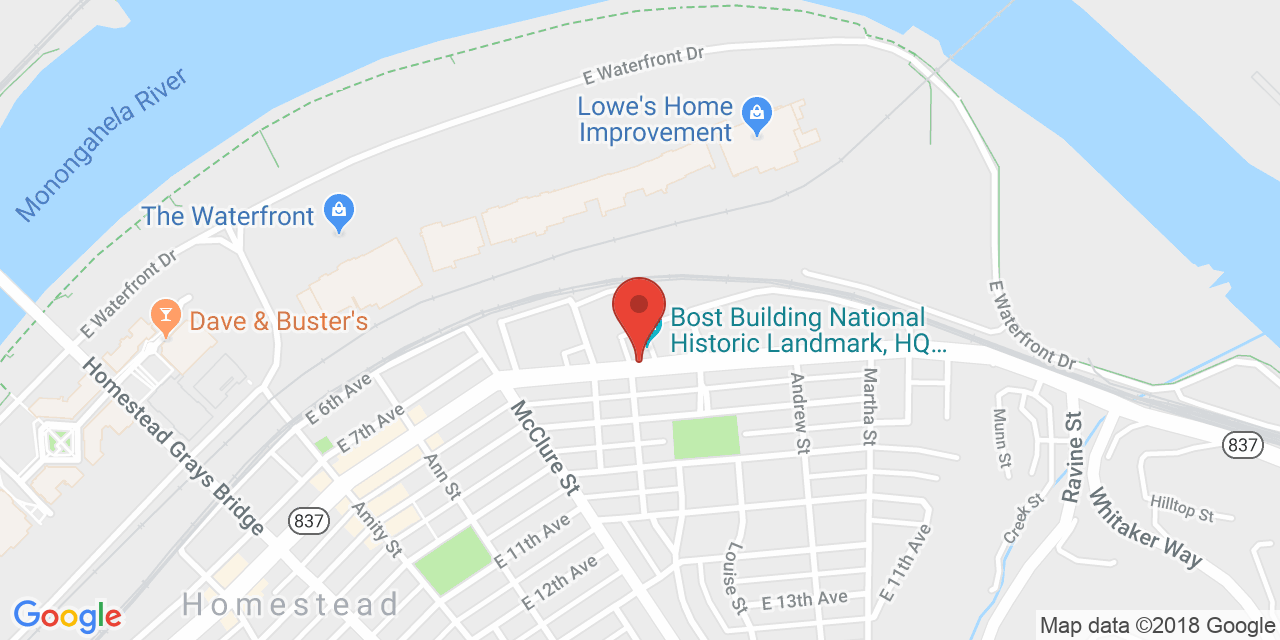 E Waterfront Dr
Monongahela River
Lowe's Home
Improvement
The Waterfront
E Waterfront Dr
Dave & Buster's
Bost Building National
Historic Landmark, HQ...
E Waterfront Dr
Homestead Grays Bridge
E 6th Ave
E 7th Ave
McClure St
Andrew St
Martha St
Munn St
Ravine St
837
Ann St
Amity St
837
Creek St
Hilltop St
Whitaker Way
E 11th Ave
E 12th Ave
Louise St
E 11th Ave
E 13th Ave
Homestead
Google
Map data ©2018 Google